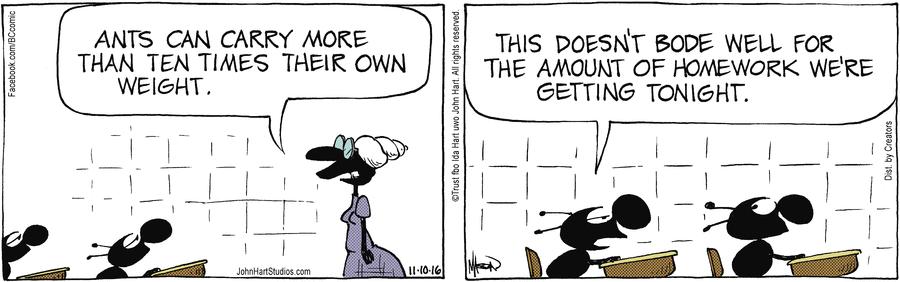 Facebook.com/BCcomic
ANTS CAN CARRY MORE
THAN TEN TIMES THEIR OWN
WEIGHT.
JohnHartStudios.com
11-10-16
©Trust fbo Ida Hart uwo John Hart. All rights reserved.
THIS DOESN'T BODE WELL FOR
THE AMOUNT OF HOMEWORK WE'RE
GETTING TONIGHT.
Dist. by Creators
MASON